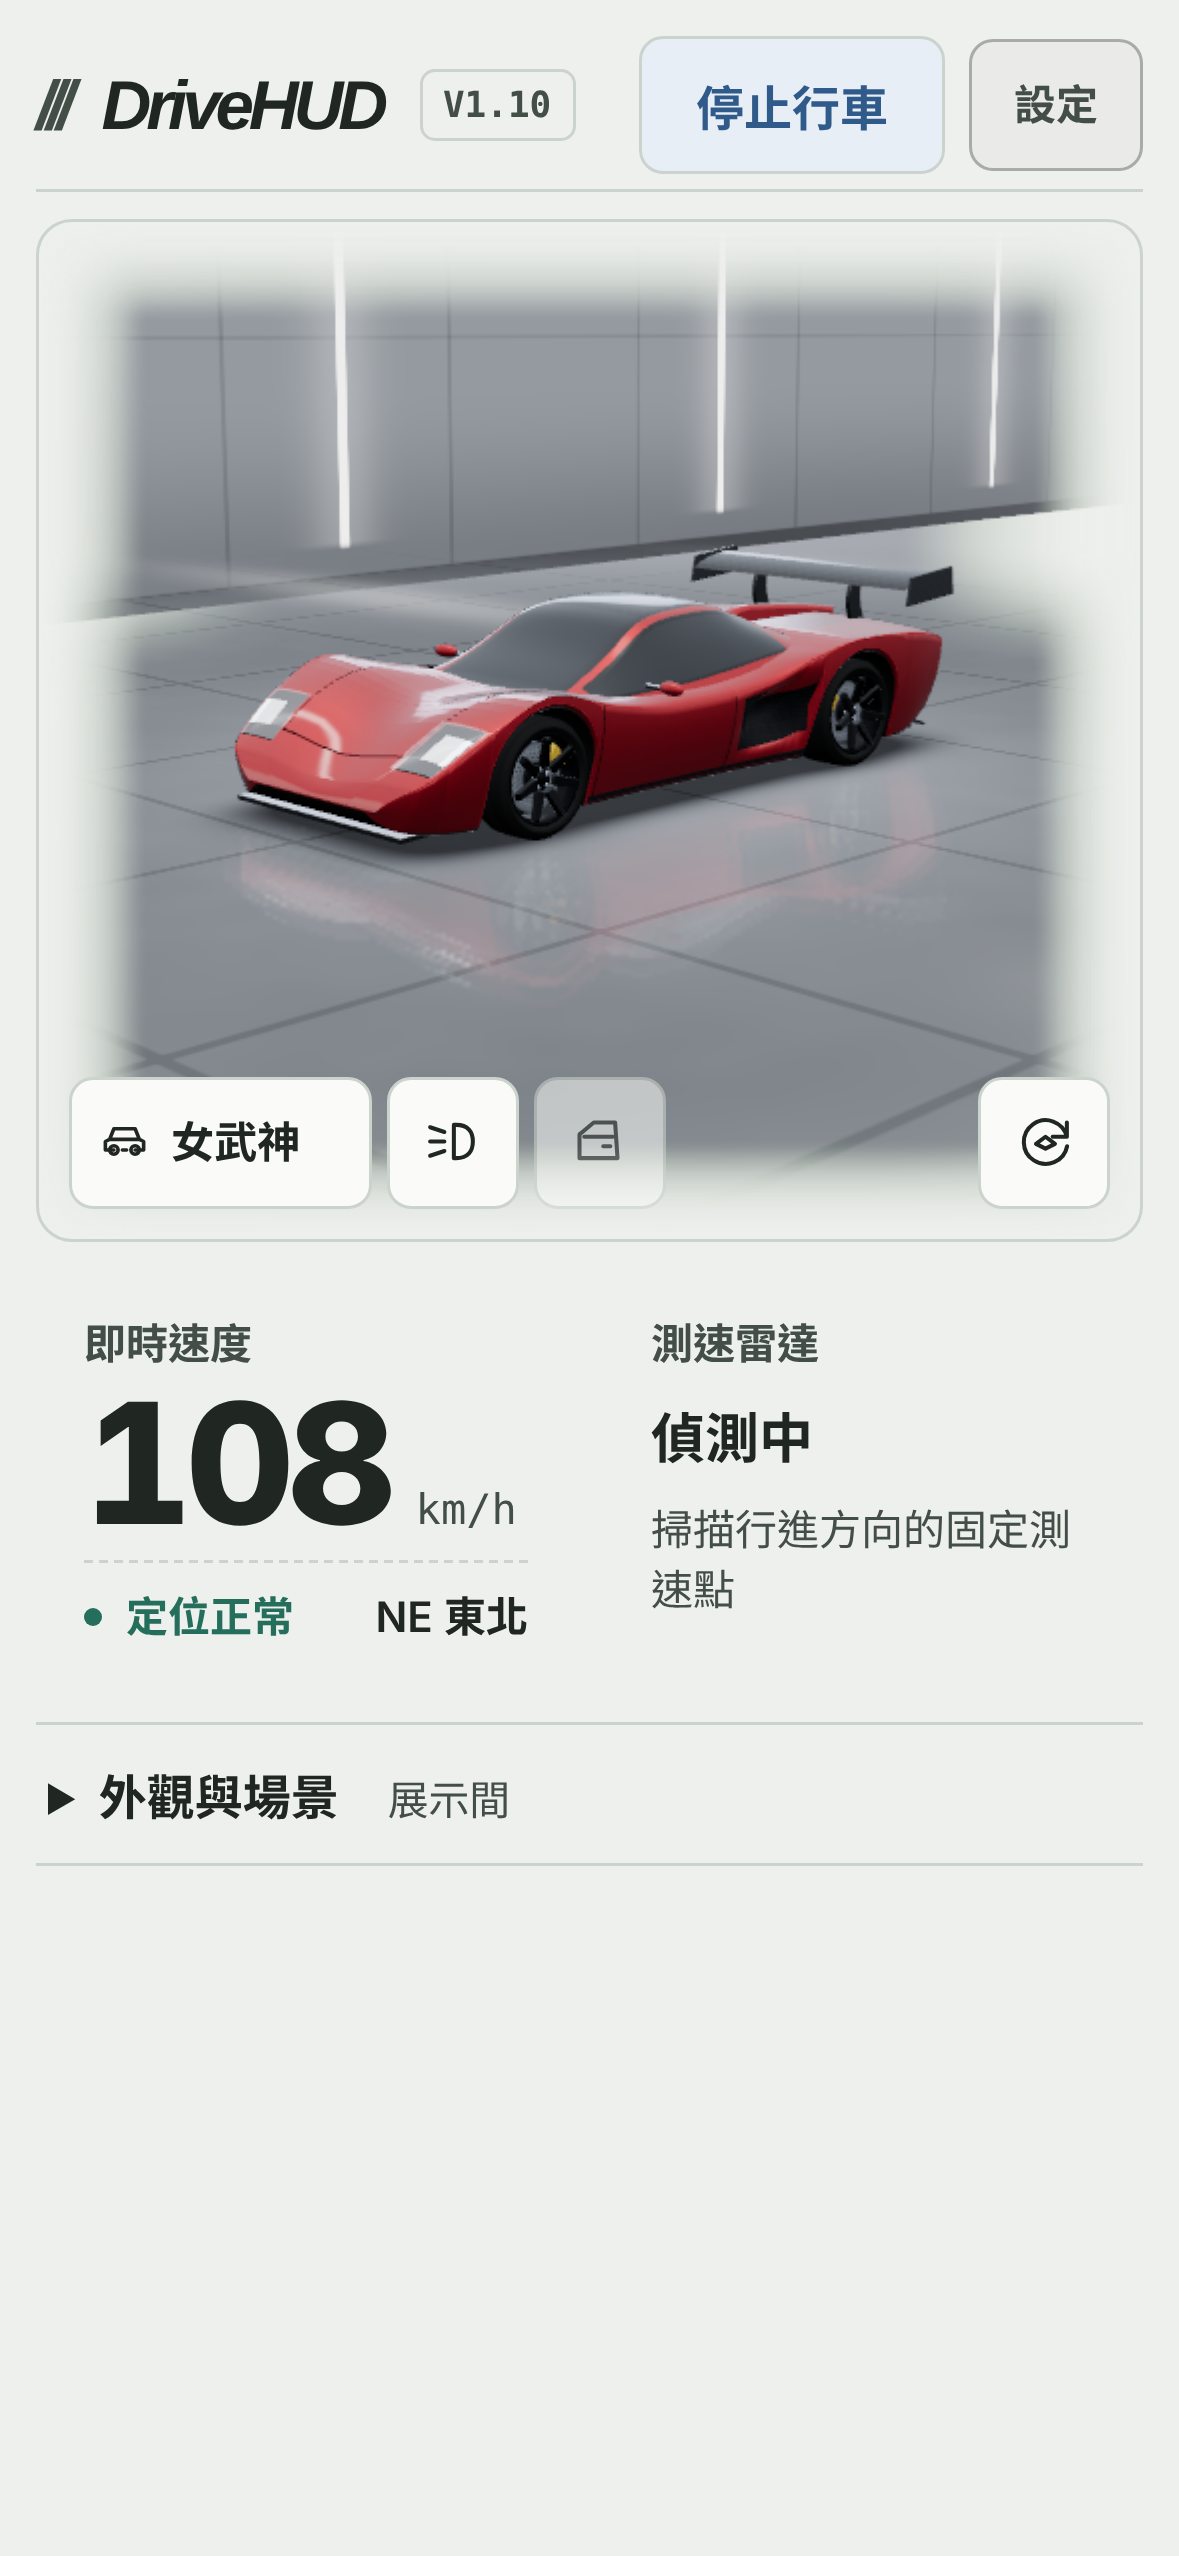 DriveHUD V1.10 停止行車 設定
女武神
即時速度
108 km/h
定位正常 NE 東北
測速雷達
偵測中
掃描行進方向的固定測
速點
外觀與場景 展示間